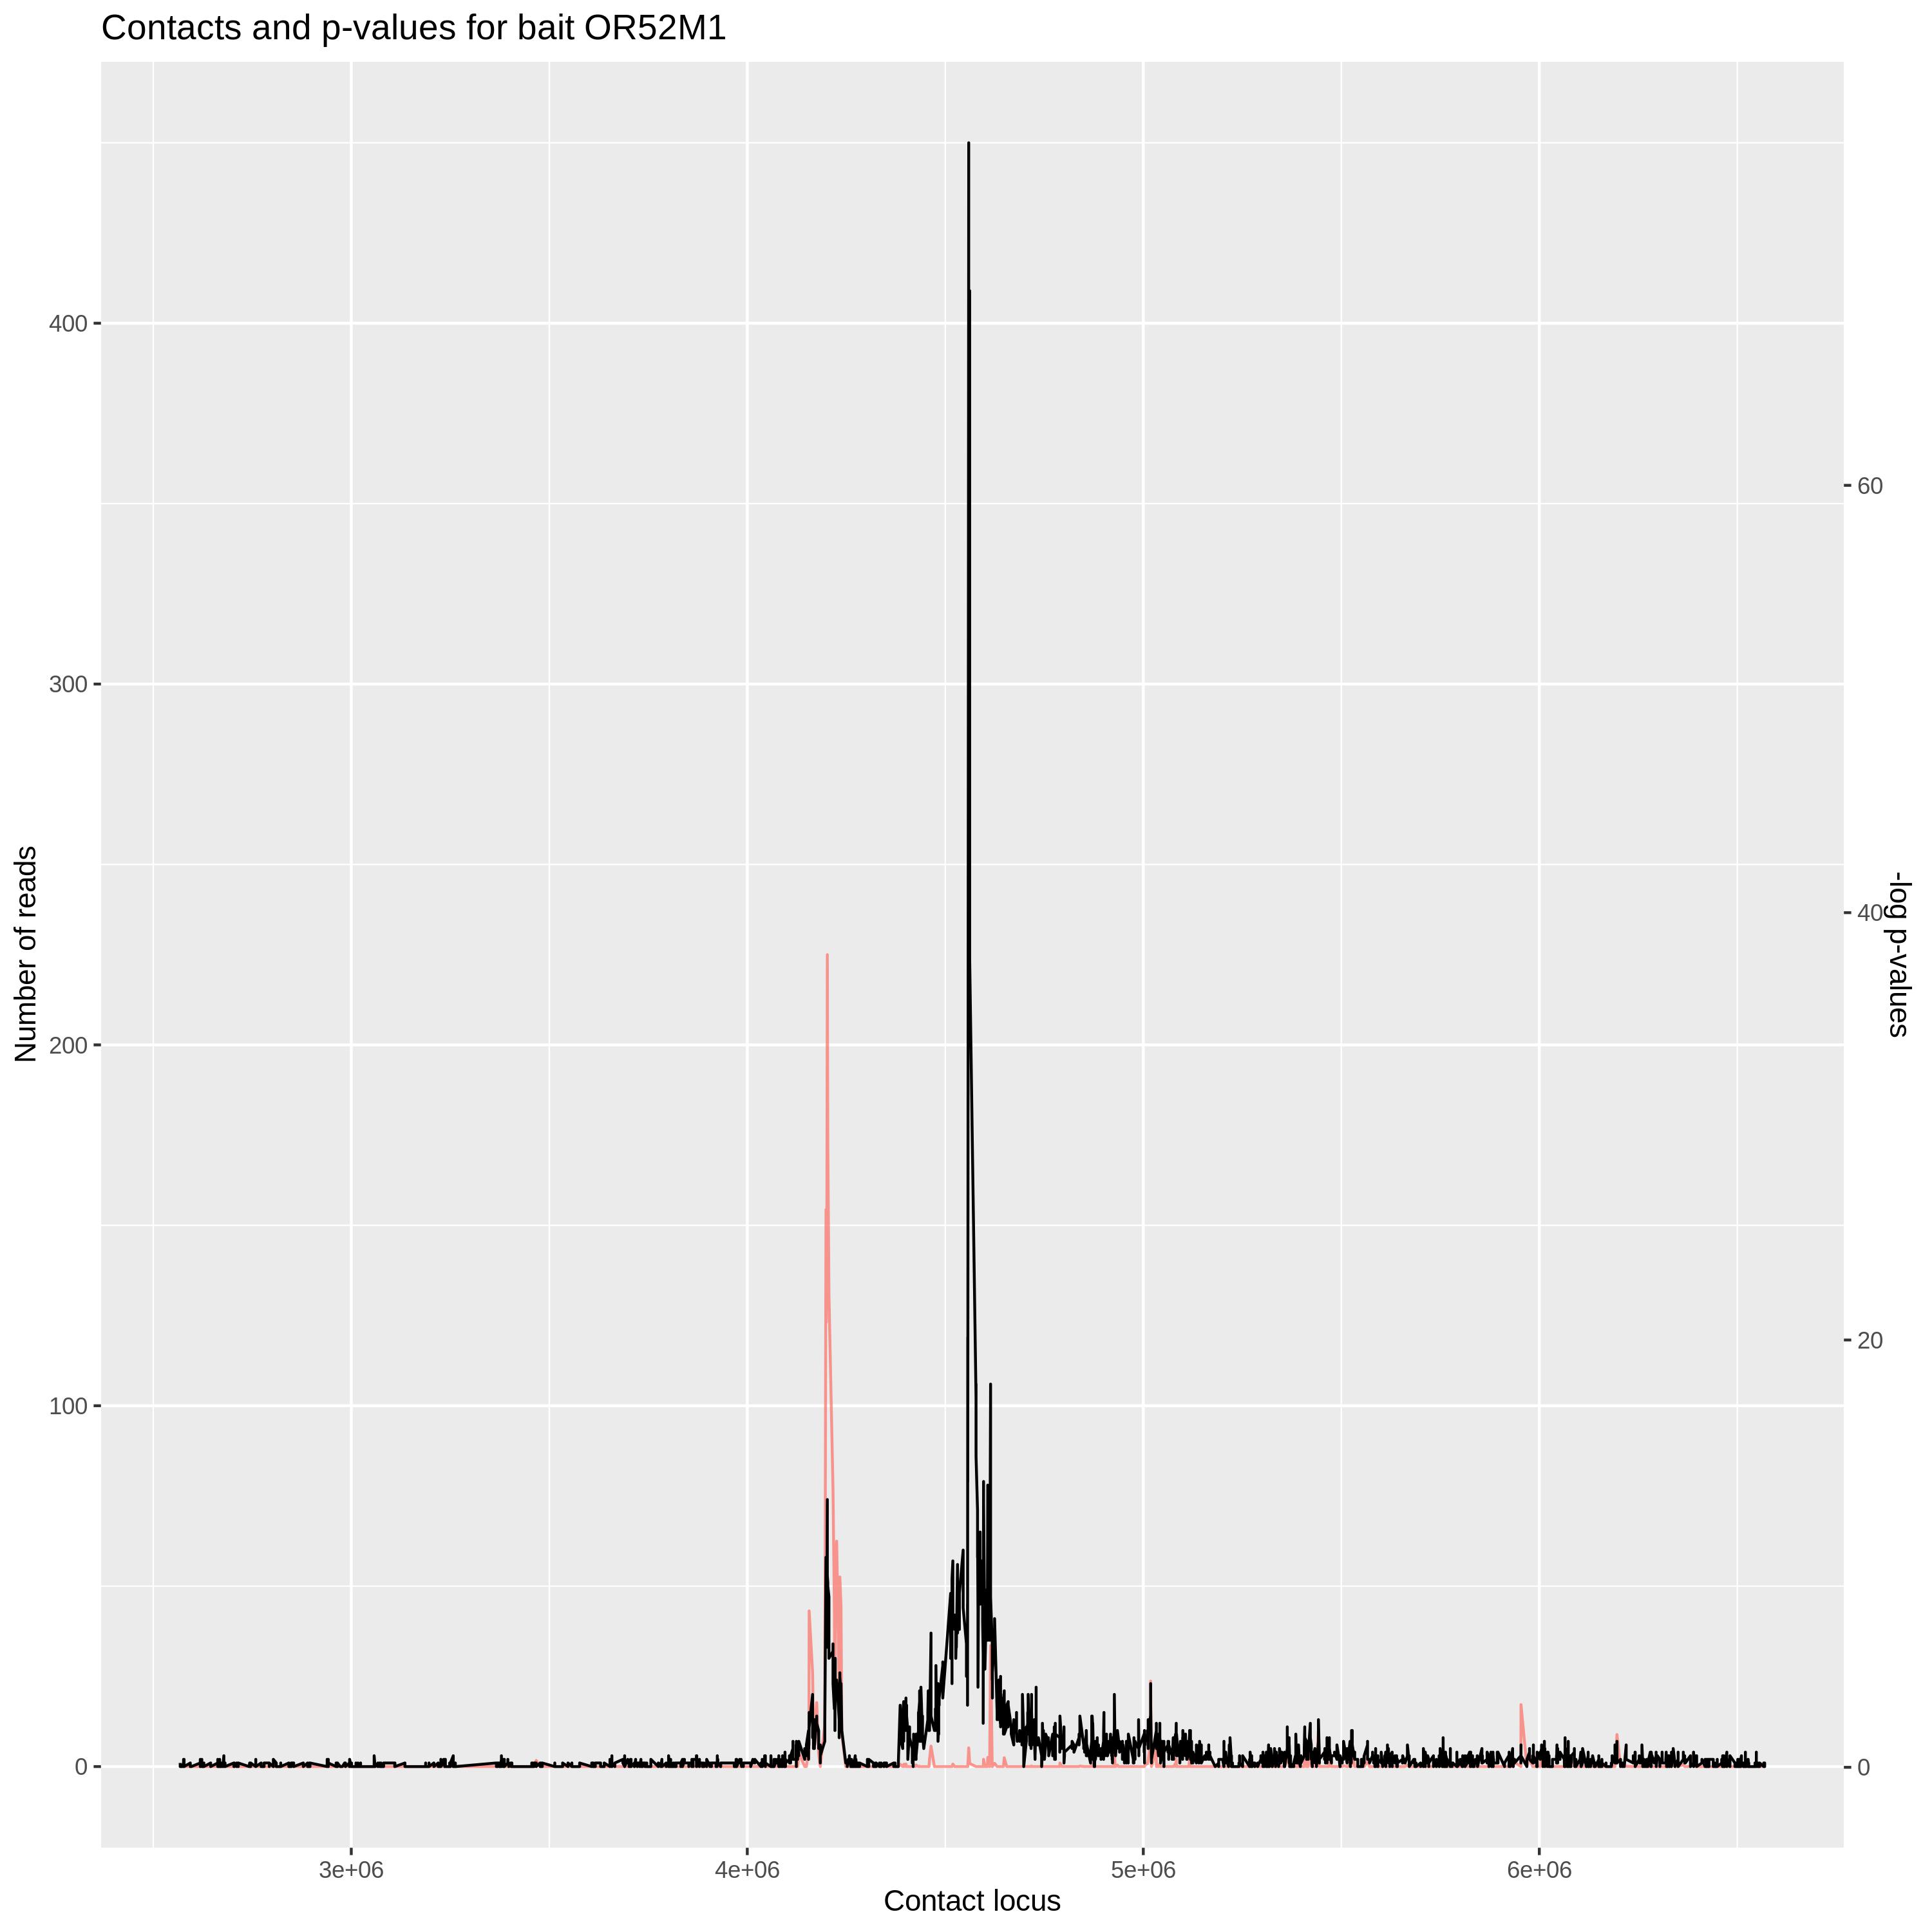 Contacts and p-values for bait OR52M1
400
300
200
100
0
Number of reads
60
40
20
0
-log p-values
3e+06
4e+06
5e+06
6e+06
Contact locus